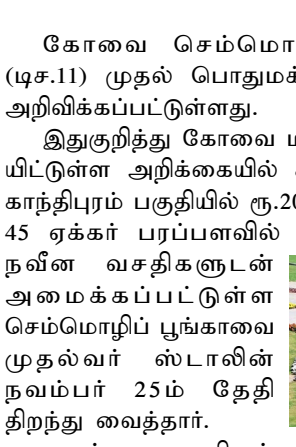 கோவை செம்மொ
(டிச.11) முதல் பொதுமக்
அறிவிக்கப்பட்டுள்ளது.
இதுகுறித்து கோவை ம
யிட்டுள்ள அறிக்கையில்
காந்திபுரம் பகுதியில் ரூ.20
45 ஏக்கர் பரப்பளவில்
நவீன வசதிகளுடன்
அமைக்கப்பட்டுள்ள
செம்மொழிப் பூங்காவை
முதல்வர் ஸ்டாலின்
நவம்பர் 25ம் தேதி
திறந்து வைத்தார்.